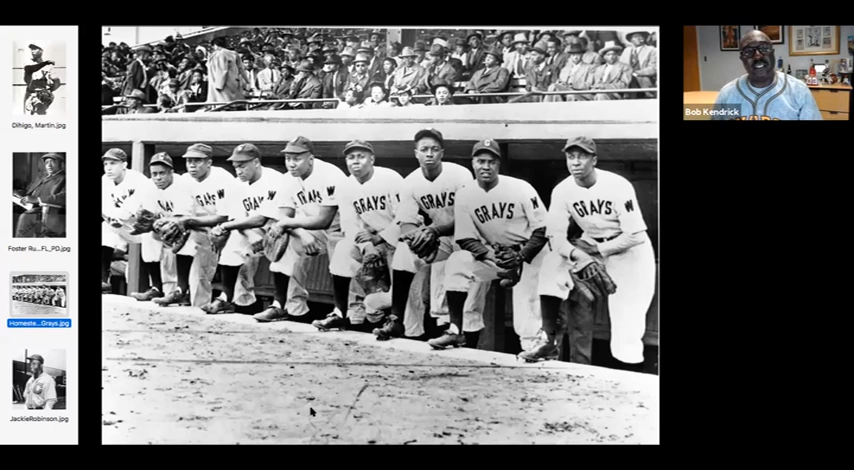 Dihigo, Martin.jpg
Foster Ru...FL_PD.jpg
Homeste...Grays.jpg
JackieRobinson.jpg
GRAYS
W
GRAYS
GRAYS
GRAYS
W
Bob Kendrick